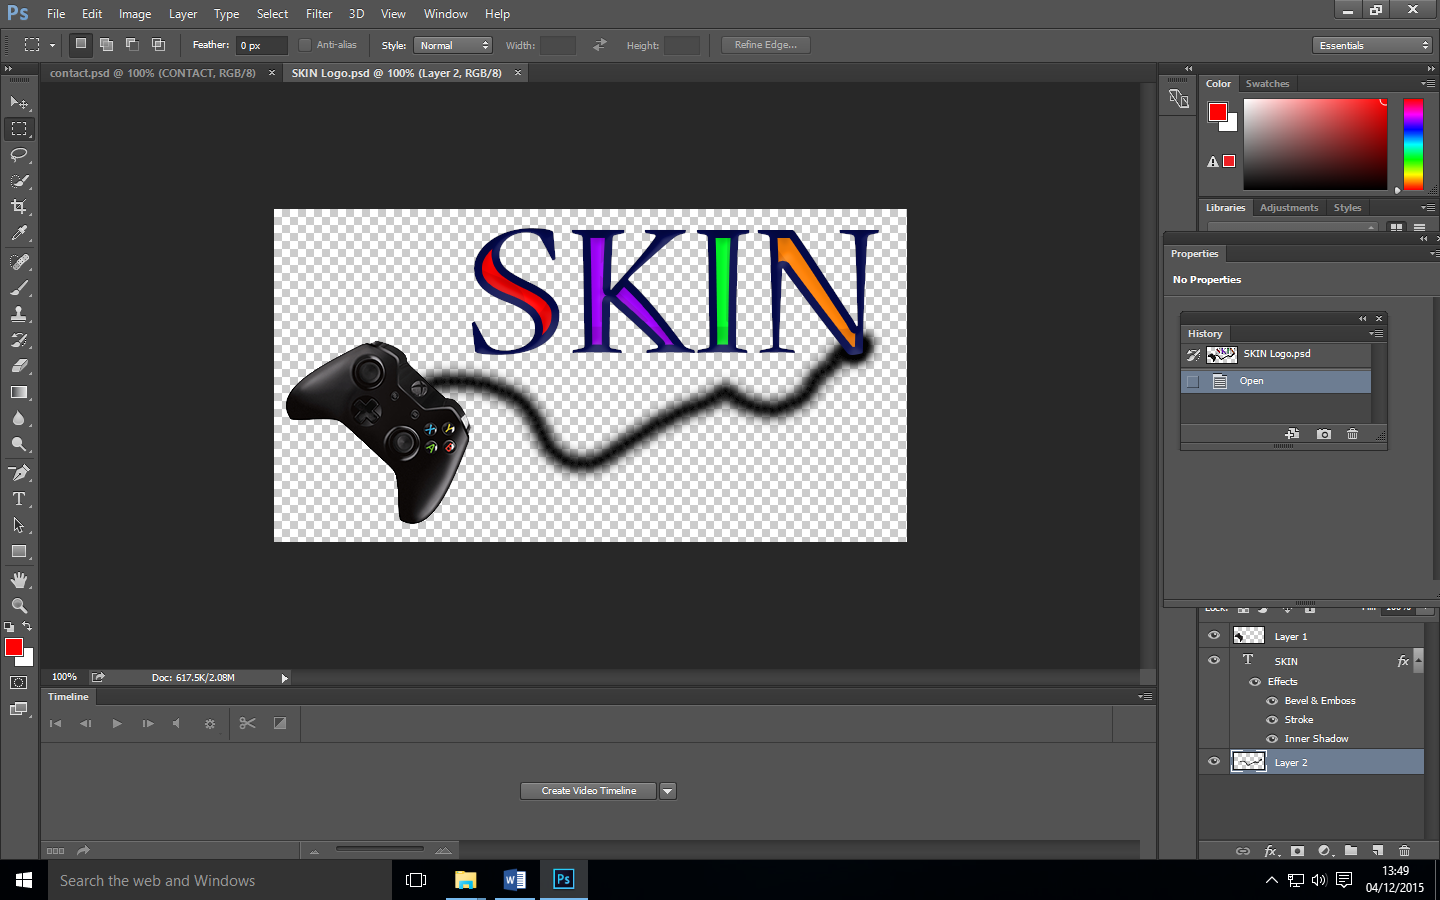 Ps File Edit Image Layer Type Select Filter 3D View Window Help
Feather: 0 px Anti-alias Style: Normal Width: Height: Refine Edge... Essentials
contact.psd @ 100% (CONTACT, RGB/8) × SKIN Logo.psd @ 100% (Layer 2, RGB/8) ×
Color Swatches
Libraries Adjustments Styles
Properties
No Properties
History
SKIN Logo.psd
Open
SKIN
Layer 1
T SKIN fx
Effects
Bevel & Emboss
Stroke
Inner Shadow
Layer 2
fx
100% Doc: 617.5K/2.08M
Timeline
Create Video Timeline
Search the web and Windows
Ps
13:49
04/12/2015